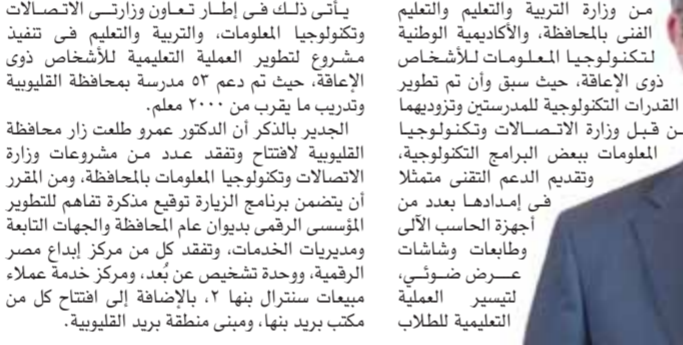 من وزارة التربية والتعليم والتعليم
الفنى بالمحافظة، والأكاديمية الوطنية
لتكنولوجيا المعلومات للأشخاص
ذوى الإعاقة، حيث سبق وأن تم تطوير
القدرات التكنولوجية للمدرستين وتزويدهما
قبل وزارة الاتصالات وتكنولوجيا
المعلومات ببعض البرامج التكنولوجية،
وتقديم الدعم التقنى متمثلا
فى إمدادها بعدد من
أجهزة الحاسب الآلى
وطابعات وشاشات
عرض ضوئي،
لتيسير العملية
التعليمية للطلاب
يأتى ذلك فى إطار تعاون وزارتى الاتصالات
وتكنولوجيا المعلومات، والتربية والتعليم فى تنفيذ
مشروع لتطوير العملية التعليمية للأشخاص ذوى
الإعاقة، حيث تم دعم ٥٣ مدرسة بمحافظة القليوبية
وتدريب ما يقرب من ٢٠٠٠ معلم.
الجدير بالذكر أن الدكتور عمرو طلعت زار محافظة
القليوبية لافتتاح وتفقد عدد من مشروعات وزارة
الاتصالات وتكنولوجيا المعلومات بالمحافظة، ومن المقرر
أن يتضمن برنامج الزيارة توقيع مذكرة تفاهم للتطوير
المؤسسى الرقمى بديوان عام المحافظة والجهات التابعة
ومديريات الخدمات، وتفقد كل من مركز إبداع مصر
الرقمية، ووحدة تشخيص عن بُعد، ومركز خدمة عملاء
مبيعات سنترال بنها ٢، بالإضافة إلى افتتاح كل من
مكتب بريد بنها، ومبنى منطقة بريد القليوبية.